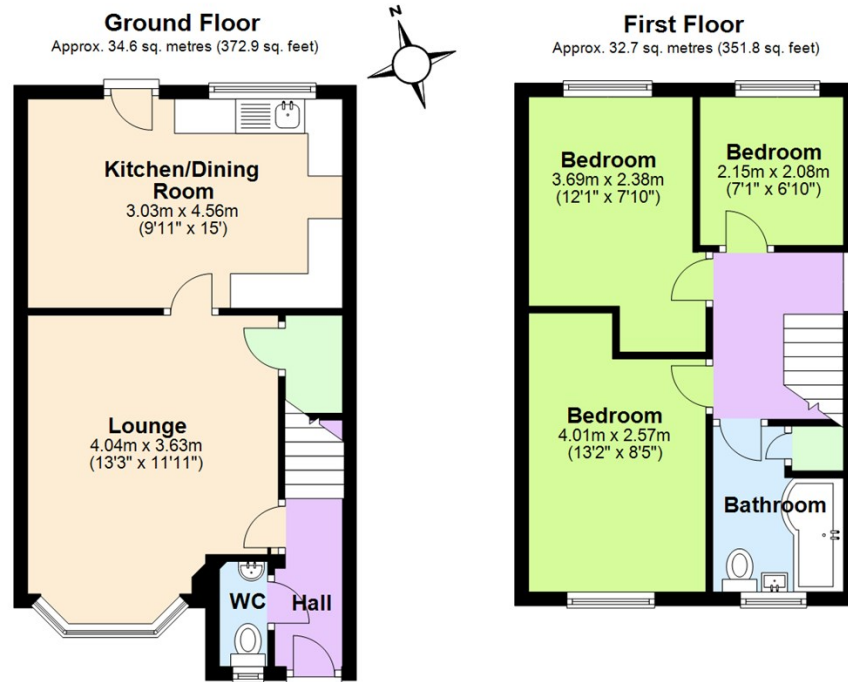 Ground Floor
Approx. 34.6 sq. metres (372.9 sq. feet)
Kitchen/Dining
Room
3.03m x 4.56m
(9'11" x 15')
Lounge
4.04m x 3.63m
(13'3" x 11'11")
WC
Hall
N
First Floor
Approx. 32.7 sq. metres (351.8 sq. feet)
Bedroom
3.69m x 2.38m
(12'1" x 7'10")
Bedroom
2.15m x 2.08m
(7'1" x 6'10")
Bedroom
4.01m x 2.57m
(13'2" x 8'5")
Bathroom